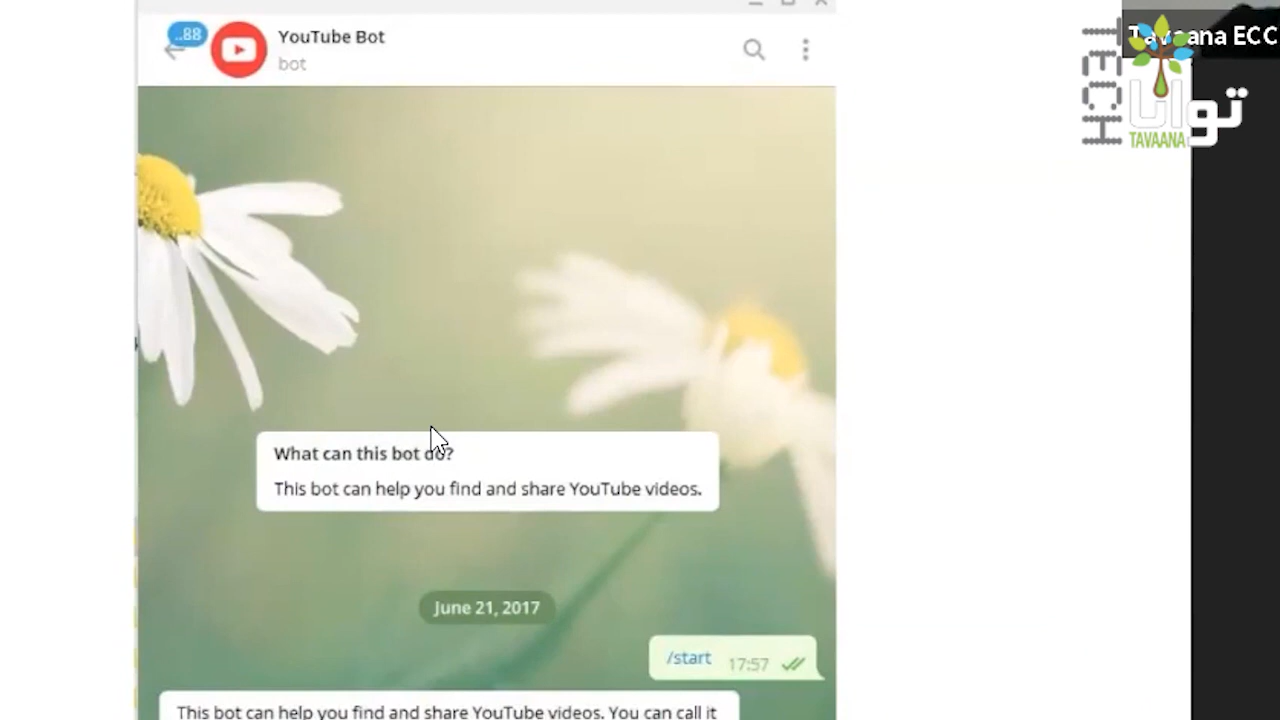 ..88
YouTube Bot
bot
Tavaana ECC
TECH
توانا
TAVAANA
What can this bot do?
This bot can help you find and share YouTube videos.
June 21, 2017
/start 17:57
This bot can help you find and share YouTube videos. You can call it